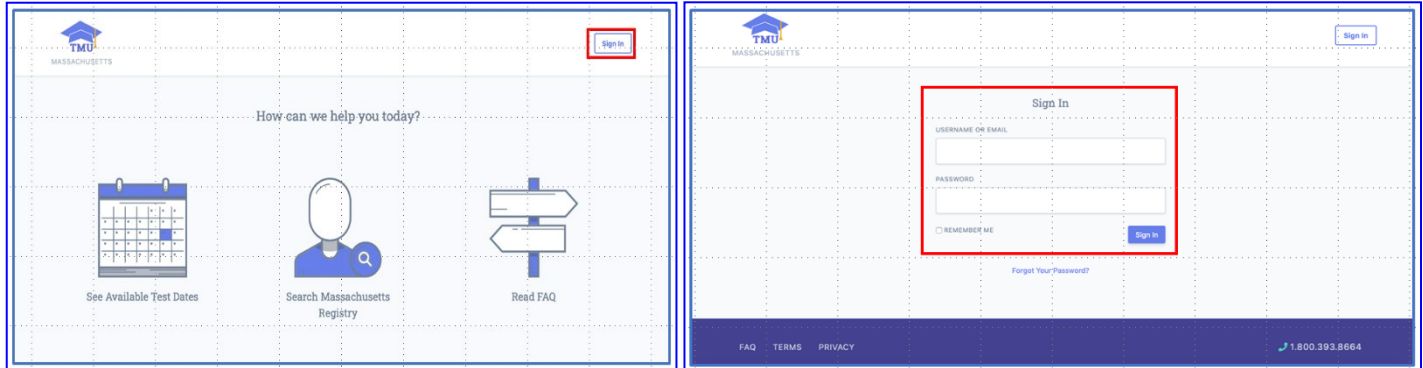 TMU
MASSACHUSETTS
Sign In
How can we help you today?
See Available Test Dates
Search Massachusetts
Registry
Read FAQ
TMU
MASSACHUSETTS
Sign In
Sign In
USERNAME OR EMAIL
PASSWORD
REMEMBER ME
Sign In
Forgot Your Password?
FAQ TERMS PRIVACY
1.800.393.8664